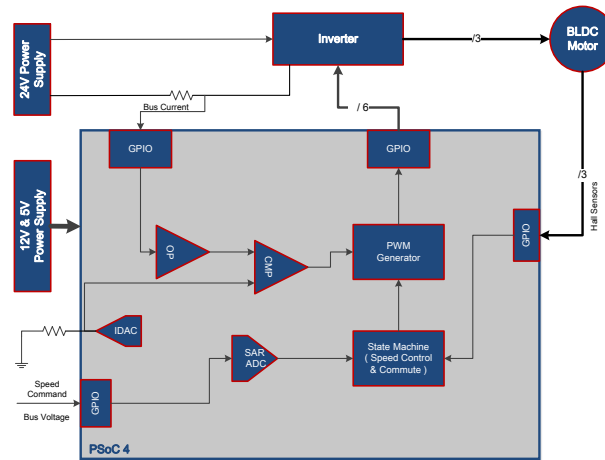 24V Power
Supply
Inverter
/3
BLDC
Motor
Bus Current
/ 6
GPIO
GPIO
/3
Hall Sensors
12V & 5V
Power Supply
OP
CMP
PWM
Generator
GPIO
IDAC
SAR
ADC
State Machine
( Speed Control
& Commute )
Speed
Command
Bus Voltage
GPIO
PSoC 4